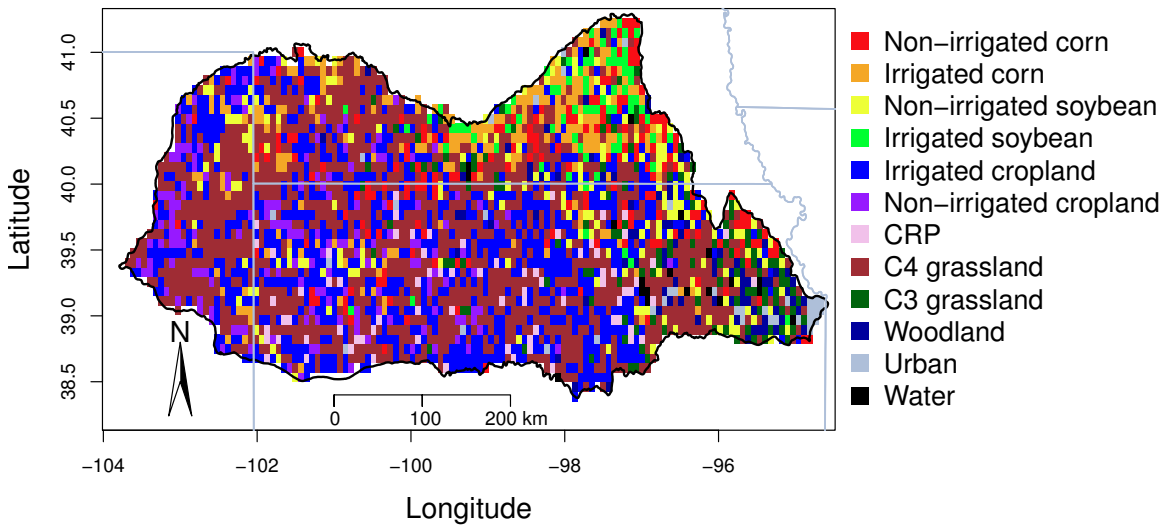 41.0
40.5
40.0
39.5
39.0
38.5
Latitude
N
0 100 200 km
−104 −102 −100 −98 −96
Longitude
Non−irrigated corn
Irrigated corn
Non−irrigated soybean
Irrigated soybean
Irrigated cropland
Non−irrigated cropland
CRP
C4 grassland
C3 grassland
Woodland
Urban
Water